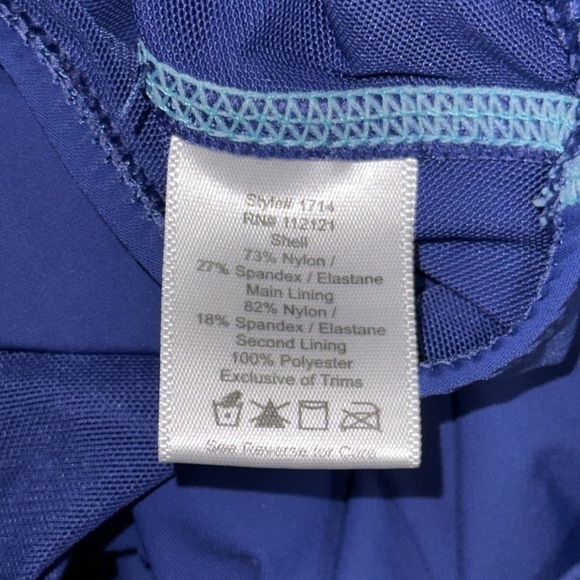 Style# 1714
RN# 112121
Shell
73% Nylon /
27% Spandex / Elastane
Main Lining
82% Nylon /
18% Spandex / Elastane
Second Lining
100% Polyester
Exclusive of Trims
See Reverse for Care